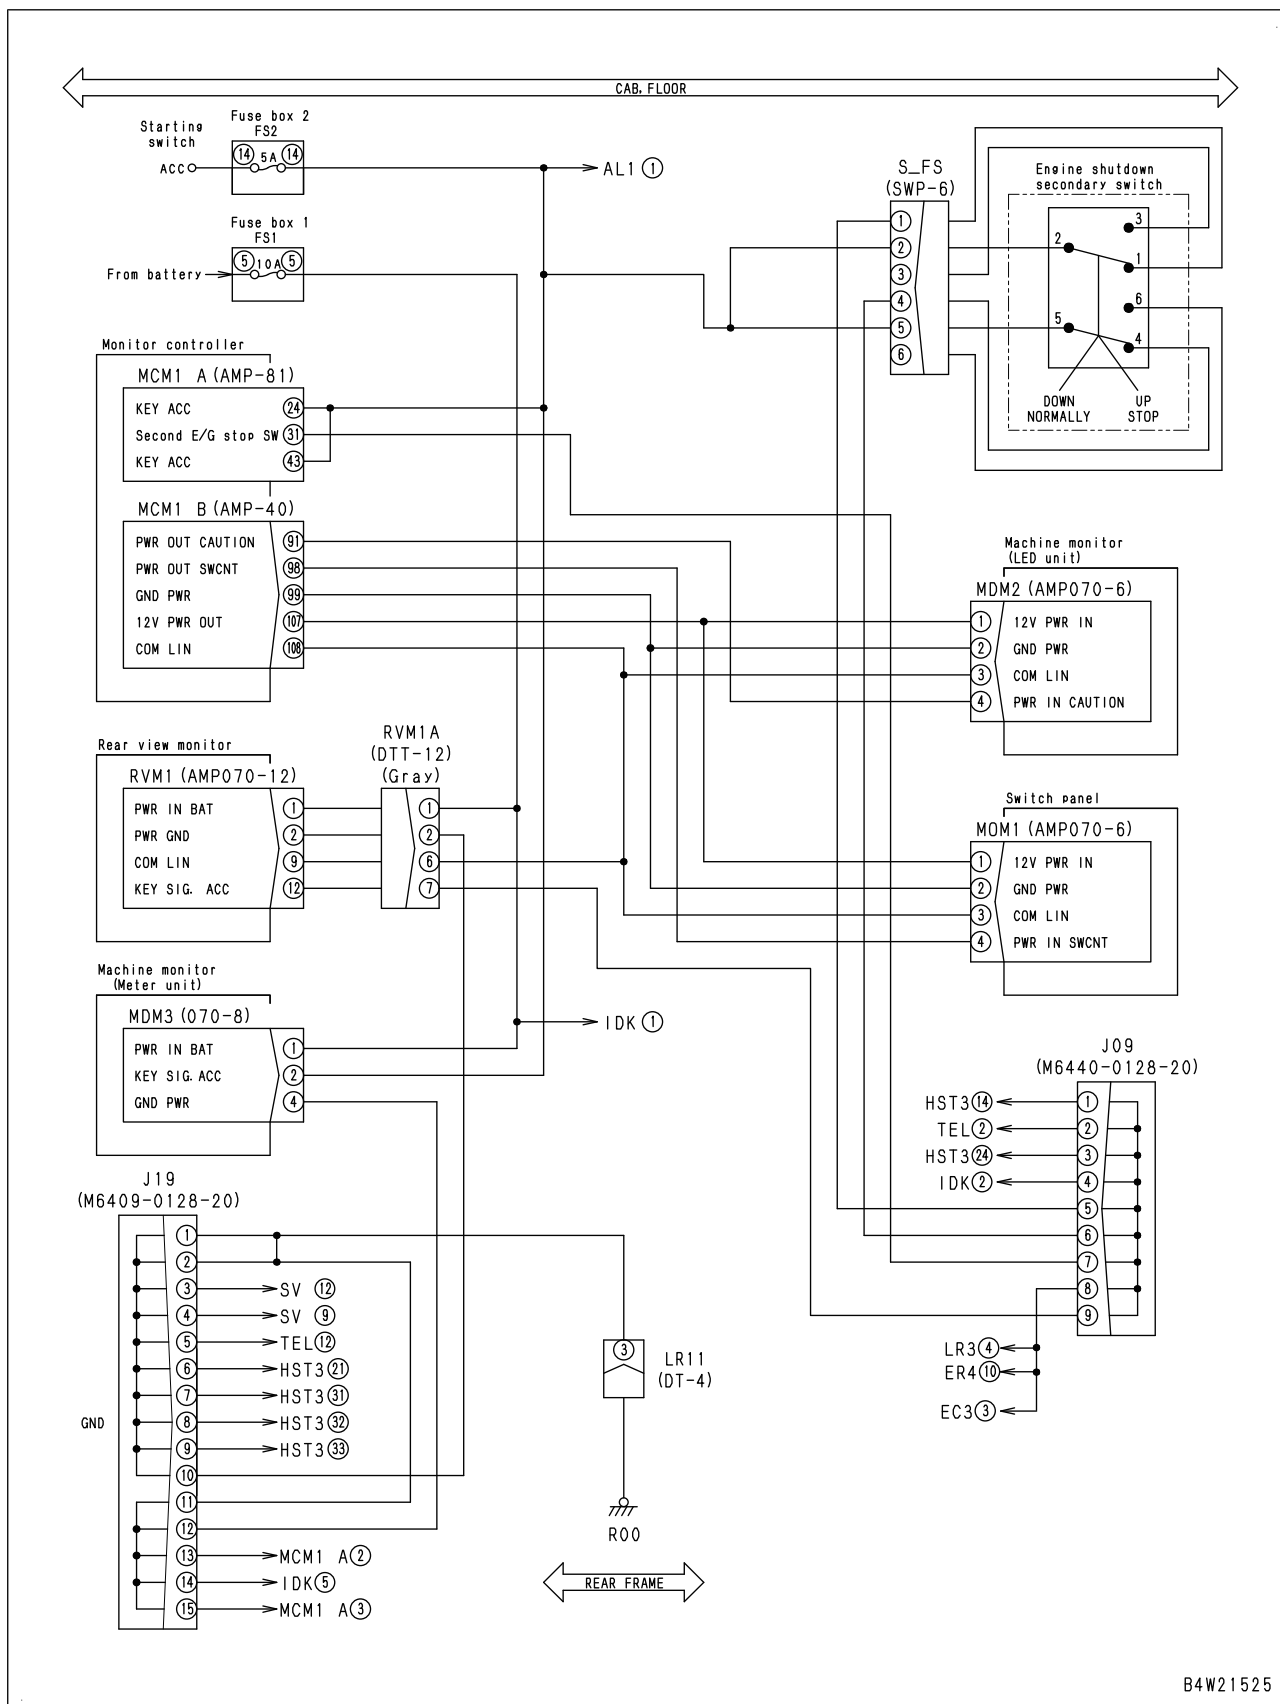 CAB. FLOOR
Starting
switch
ACC
Fuse box 2
FS2
14 5A 14
AL1 1
Fuse box 1
FS1
From battery
5 10A 5
S_FS
(SWP-6)
1
2
3
4
5
6
Engine shutdown
secondary switch
3
2
1
6
5
4
DOWN
NORMALLY
UP
STOP
Monitor controller
MCM1 A (AMP-81)
KEY ACC 24
Second E/G stop SW 31
KEY ACC 43
MCM1 B (AMP-40)
PWR OUT CAUTION 91
PWR OUT SWCNT 98
GND PWR 99
12V PWR OUT 107
COM LIN 108
Machine monitor
(LED unit)
MDM2 (AMP070-6)
1 12V PWR IN
2 GND PWR
3 COM LIN
4 PWR IN CAUTION
Rear view monitor
RVM1 (AMP070-12)
PWR IN BAT 1
PWR GND 2
COM LIN 9
KEY SIG. ACC 12
RVM1A
(DTT-12)
(Gray)
1
2
6
7
Switch panel
MOM1 (AMP070-6)
1 12V PWR IN
2 GND PWR
3 COM LIN
4 PWR IN SWCNT
Machine monitor
(Meter unit)
MDM3 (070-8)
PWR IN BAT 1
KEY SIG. ACC 2
GND PWR 4
IDK 1
J09
(M6440-0128-20)
HST3 14 1
TEL 2 2
HST3 24 3
IDK 2 4
5
6
7
8
9
LR3 4
ER4 10
EC3 3
J19
(M6409-0128-20)
GND
1
2
3 SV 12
4 SV 9
5 TEL 12
6 HST3 21
7 HST3 31
8 HST3 32
9 HST3 33
10
11
12
13 MCM1 A 2
14 IDK 5
15 MCM1 A 3
3
LR11
(DT-4)
R00
REAR FRAME
B4W21525